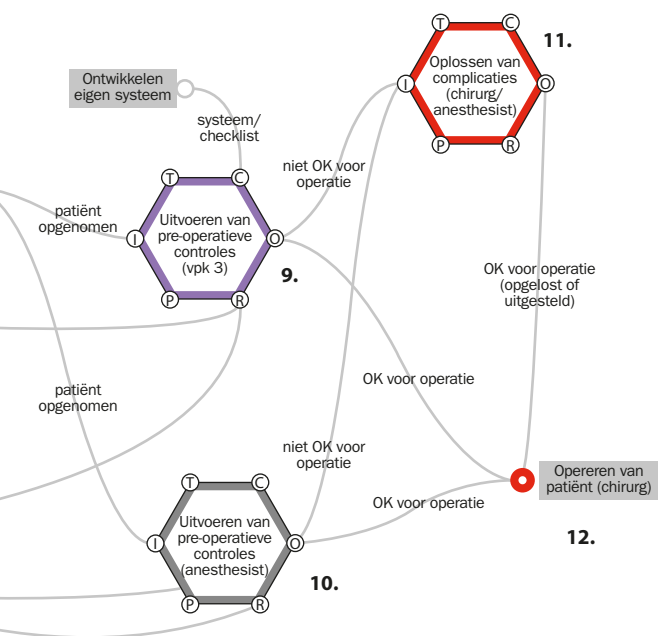 T
C
11.
Oplossen van
complicaties
(chirurg/
anesthesist)
I
O
P
R
Ontwikkelen
eigen systeem
systeem/
checklist
niet OK voor
operatie
T
C
patiënt
opgenomen
I
Uitvoeren van
pre-operatieve
controles
(vpk 3)
O
9.
P
R
OK voor operatie
(opgelost of
uitgesteld)
patiënt
opgenomen
OK voor operatie
niet OK voor
operatie
Opereren van
patiënt (chirurg)
12.
OK voor operatie
T
C
I
Uitvoeren van
pre-operatieve
controles
(anesthesist)
O
10.
P
R